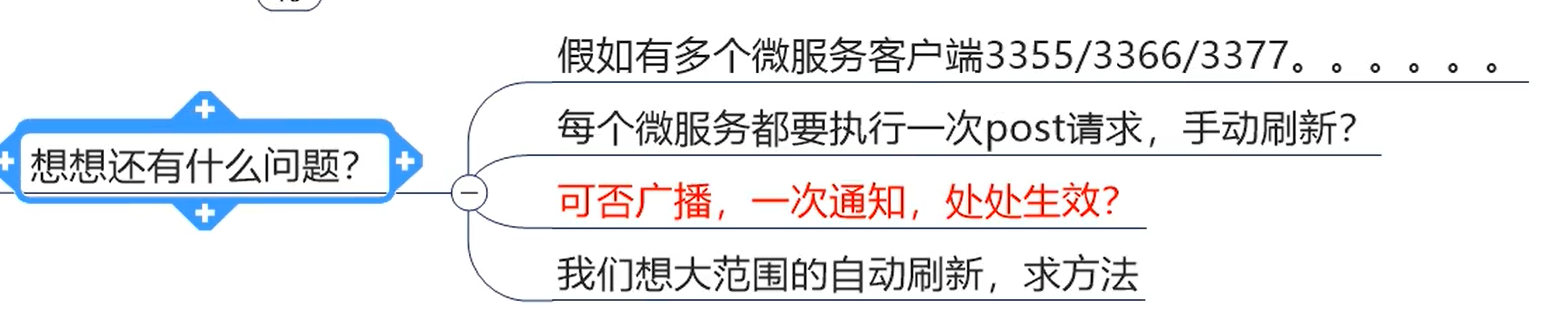 想想还有什么问题？
假如有多个微服务客户端3355/3366/3377。。。。。。
每个微服务都要执行一次post请求，手动刷新？
可否广播，一次通知，处处生效？
我们想大范围的自动刷新，求方法